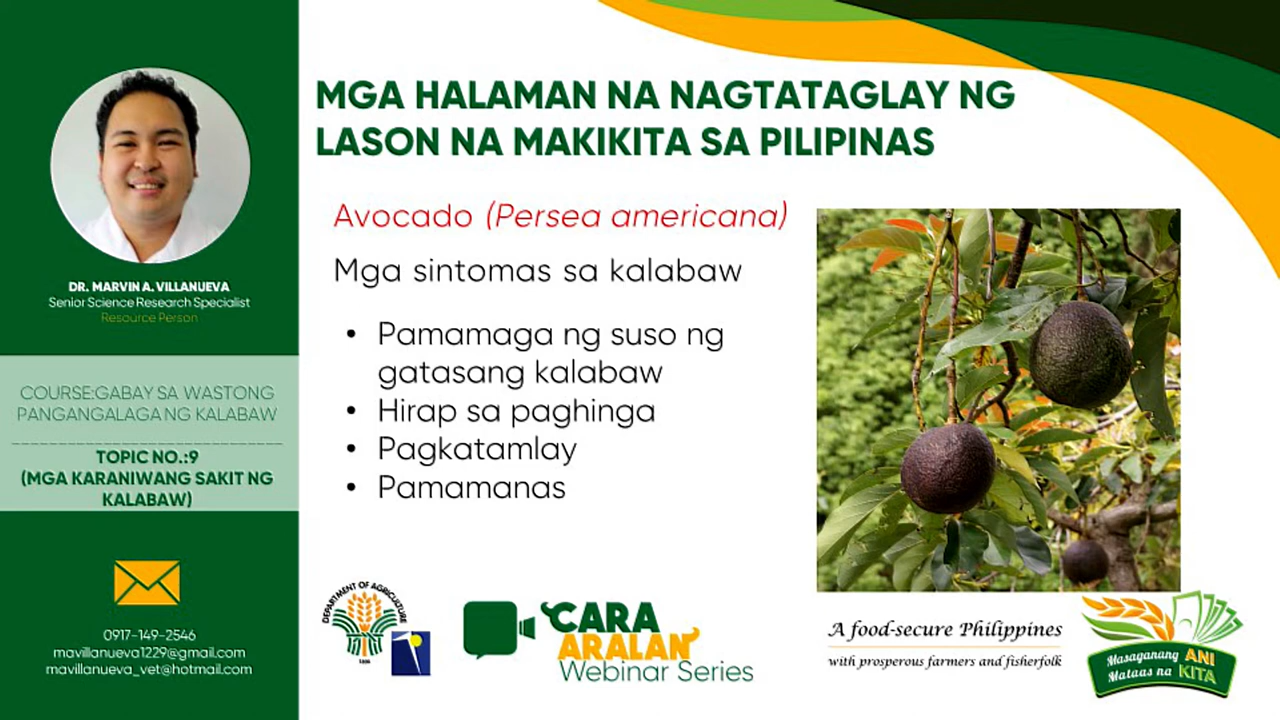 MGA HALAMAN NA NAGTATAGLAY NG
LASON NA MAKIKITA SA PILIPINAS
Avocado (Persea americana)
Mga sintomas sa kalabaw
• Pamamaga ng suso ng
gatasang kalabaw
• Hirap sa paghinga
• Pagkatamlay
• Pamamanas
DR. MARVIN A. VILLANUEVA
Senior Science Research Specialist
Resource Person
COURSE:GABAY SA WASTONG
PANGANGALAGA NG KALABAW
TOPIC NO.:9
(MGA KARANIWANG SAKIT NG
KALABAW)
0917-149-2546
mavillanueva1229@gmail.com
mavillanueva_vet@hotmail.com
DEPARTMENT OF AGRICULTURE
CARA
ARALAN
Webinar Series
A food-secure Philippines
with prosperous farmers and fisherfolk
Masaganang ANI
Mataas na KITA